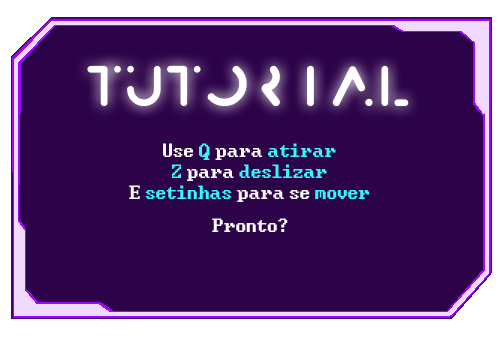 TUTORIAL
Use Q para atirar
Z para deslizar
E setinhas para se mover
Pronto?